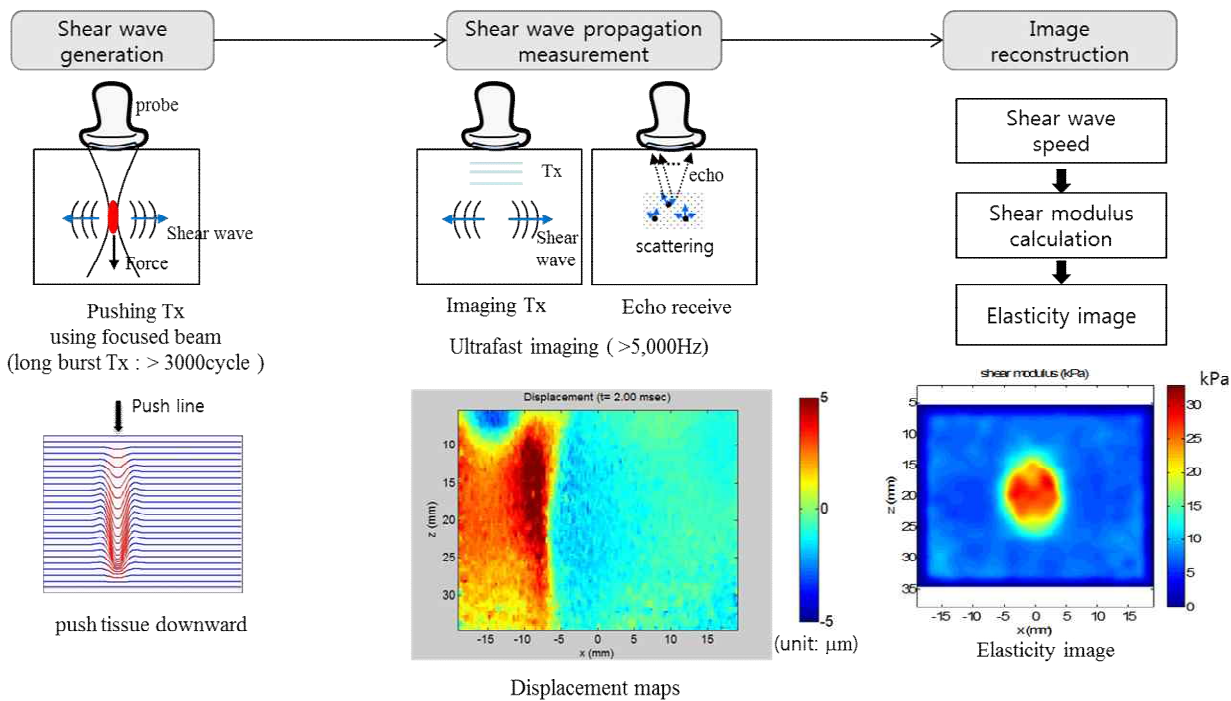 Shear wave
generation
Shear wave propagation
measurement
Image
reconstruction
probe
Shear wave
Force
Pushing Tx
using focused beam
(long burst Tx : > 3000cycle )
Push line
push tissue downward
Tx
Shear
wave
Imaging Tx
echo
scattering
Echo receive
Ultrafast imaging ( >5,000Hz)
Displacement (t= 2.00 msec)
z (mm)
10
15
20
25
30
-15
-10
-5
0
5
10
15
x (mm)
5
0
-5
(unit: μm)
Displacement maps
Shear wave
speed
Shear modulus
calculation
Elasticity image
shear modulus (kPa)
kPa
z (mm)
5
10
15
20
25
30
35
-15
-10
-5
0
5
10
15
x (mm)
30
25
20
15
10
5
0
Elasticity image